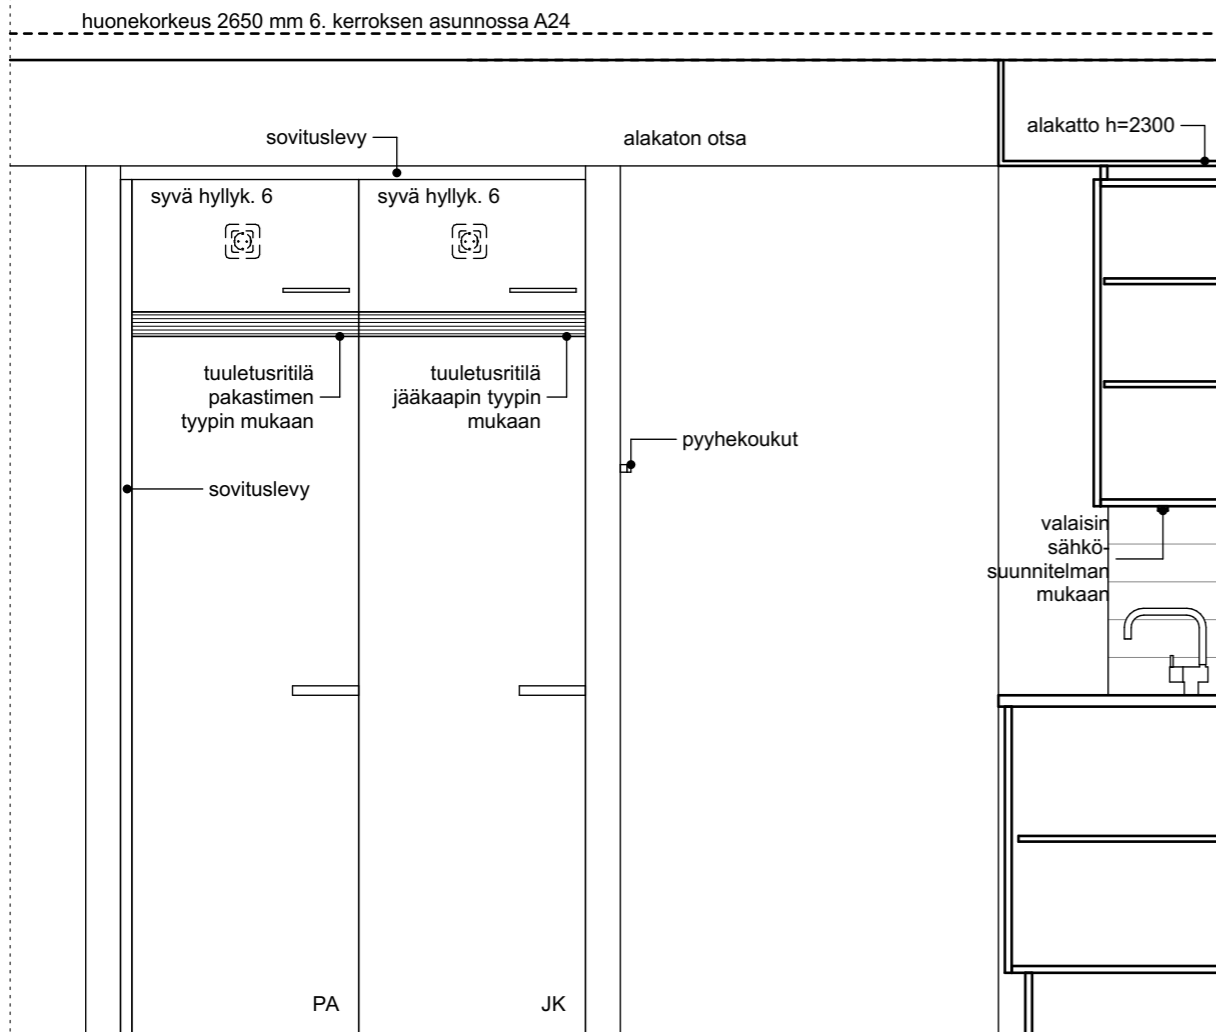 huonekorkeus 2650 mm 6. kerroksen asunnossa A24
sovituslevy
alakaton otsa
alakatto h=2300
syvä hyllyk. 6
syvä hyllyk. 6
tuuletusritilä
pakastimen
tyypin mukaan
tuuletusritilä
jääkaapin tyypin
mukaan
pyyhekoukut
sovituslevy
valaisin
sähkö-
suunnitelman
mukaan
PA
JK